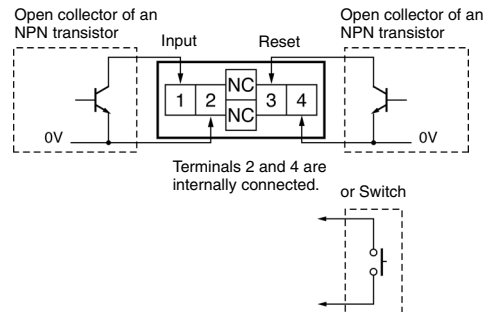 Open collector of an
NPN transistor
Input
Reset
Open collector of an
NPN transistor
NC
1 2
3 4
NC
0V
0V
Terminals 2 and 4 are
internally connected.
or Switch